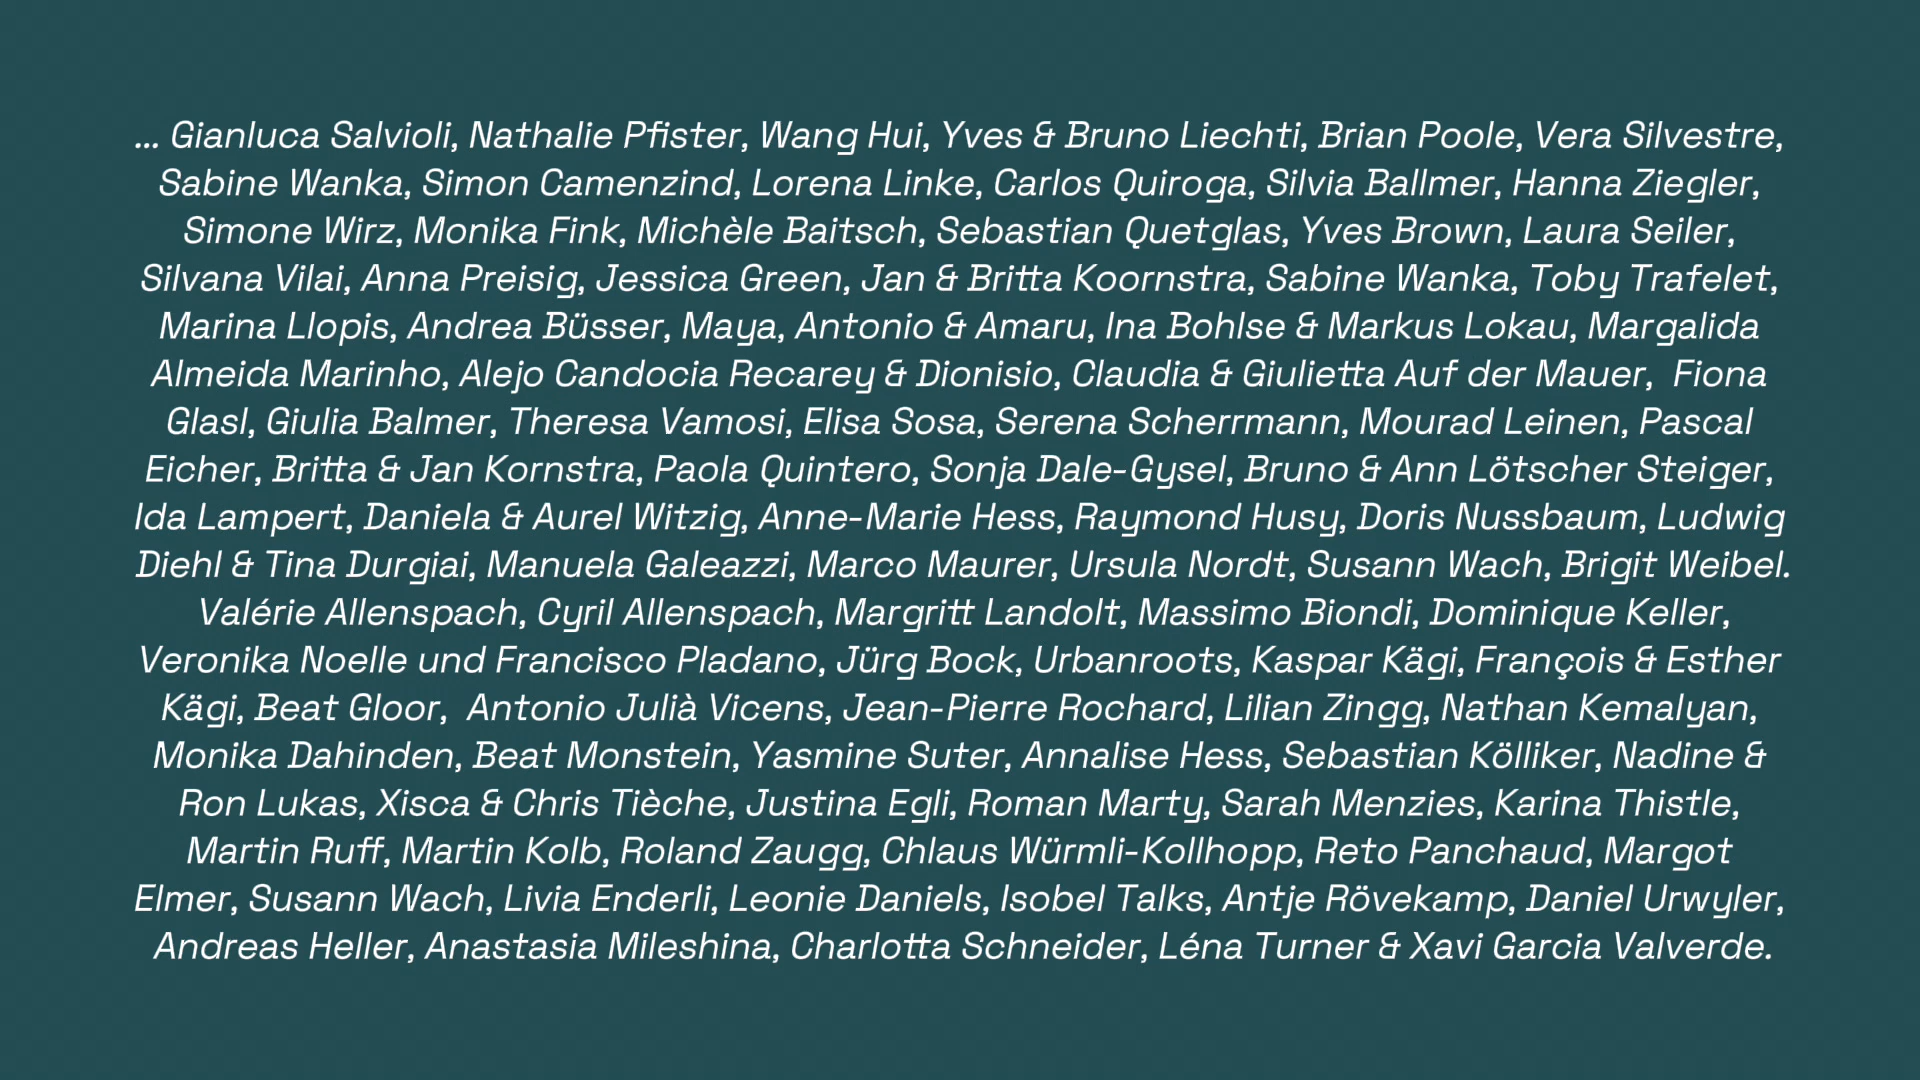 ... Gianluca Salvioli, Nathalie Pfister, Wang Hui, Yves & Bruno Liechti, Brian Poole, Vera Silvestre,
Sabine Wanka, Simon Camenzind, Lorena Linke, Carlos Quiroga, Silvia Ballmer, Hanna Ziegler,
Simone Wirz, Monika Fink, Michèle Baitsch, Sebastian Quetglas, Yves Brown, Laura Seiler,
Silvana Vilai, Anna Preisig, Jessica Green, Jan & Britta Koornstra, Sabine Wanka, Toby Trafelet,
Marina Llopis, Andrea Büsser, Maya, Antonio & Amaru, Ina Bohlse & Markus Lokau, Margalida
Almeida Marinho, Alejo Candocia Recarey & Dionisio, Claudia & Giulietta Auf der Mauer,  Fiona
Glasl, Giulia Balmer, Theresa Vamosi, Elisa Sosa, Serena Scherrmann, Mourad Leinen, Pascal
Eicher, Britta & Jan Kornstra, Paola Quintero, Sonja Dale-Gysel, Bruno & Ann Lötscher Steiger,
Ida Lampert, Daniela & Aurel Witzig, Anne-Marie Hess, Raymond Husy, Doris Nussbaum, Ludwig
Diehl & Tina Durgiai, Manuela Galeazzi, Marco Maurer, Ursula Nordt, Susann Wach, Brigit Weibel.
Valérie Allenspach, Cyril Allenspach, Margritt Landolt, Massimo Biondi, Dominique Keller,
Veronika Noelle und Francisco Pladano, Jürg Bock, Urbanroots, Kaspar Kägi, François & Esther
Kägi, Beat Gloor,  Antonio Julià Vicens, Jean-Pierre Rochard, Lilian Zingg, Nathan Kemalyan,
Monika Dahinden, Beat Monstein, Yasmine Suter, Annalise Hess, Sebastian Kölliker, Nadine &
Ron Lukas, Xisca & Chris Tièche, Justina Egli, Roman Marty, Sarah Menzies, Karina Thistle,
Martin Ruff, Martin Kolb, Roland Zaugg, Chlaus Würmli-Kollhopp, Reto Panchaud, Margot
Elmer, Susann Wach, Livia Enderli, Leonie Daniels, Isobel Talks, Antje Rövekamp, Daniel Urwyler,
Andreas Heller, Anastasia Mileshina, Charlotta Schneider, Léna Turner & Xavi Garcia Valverde.